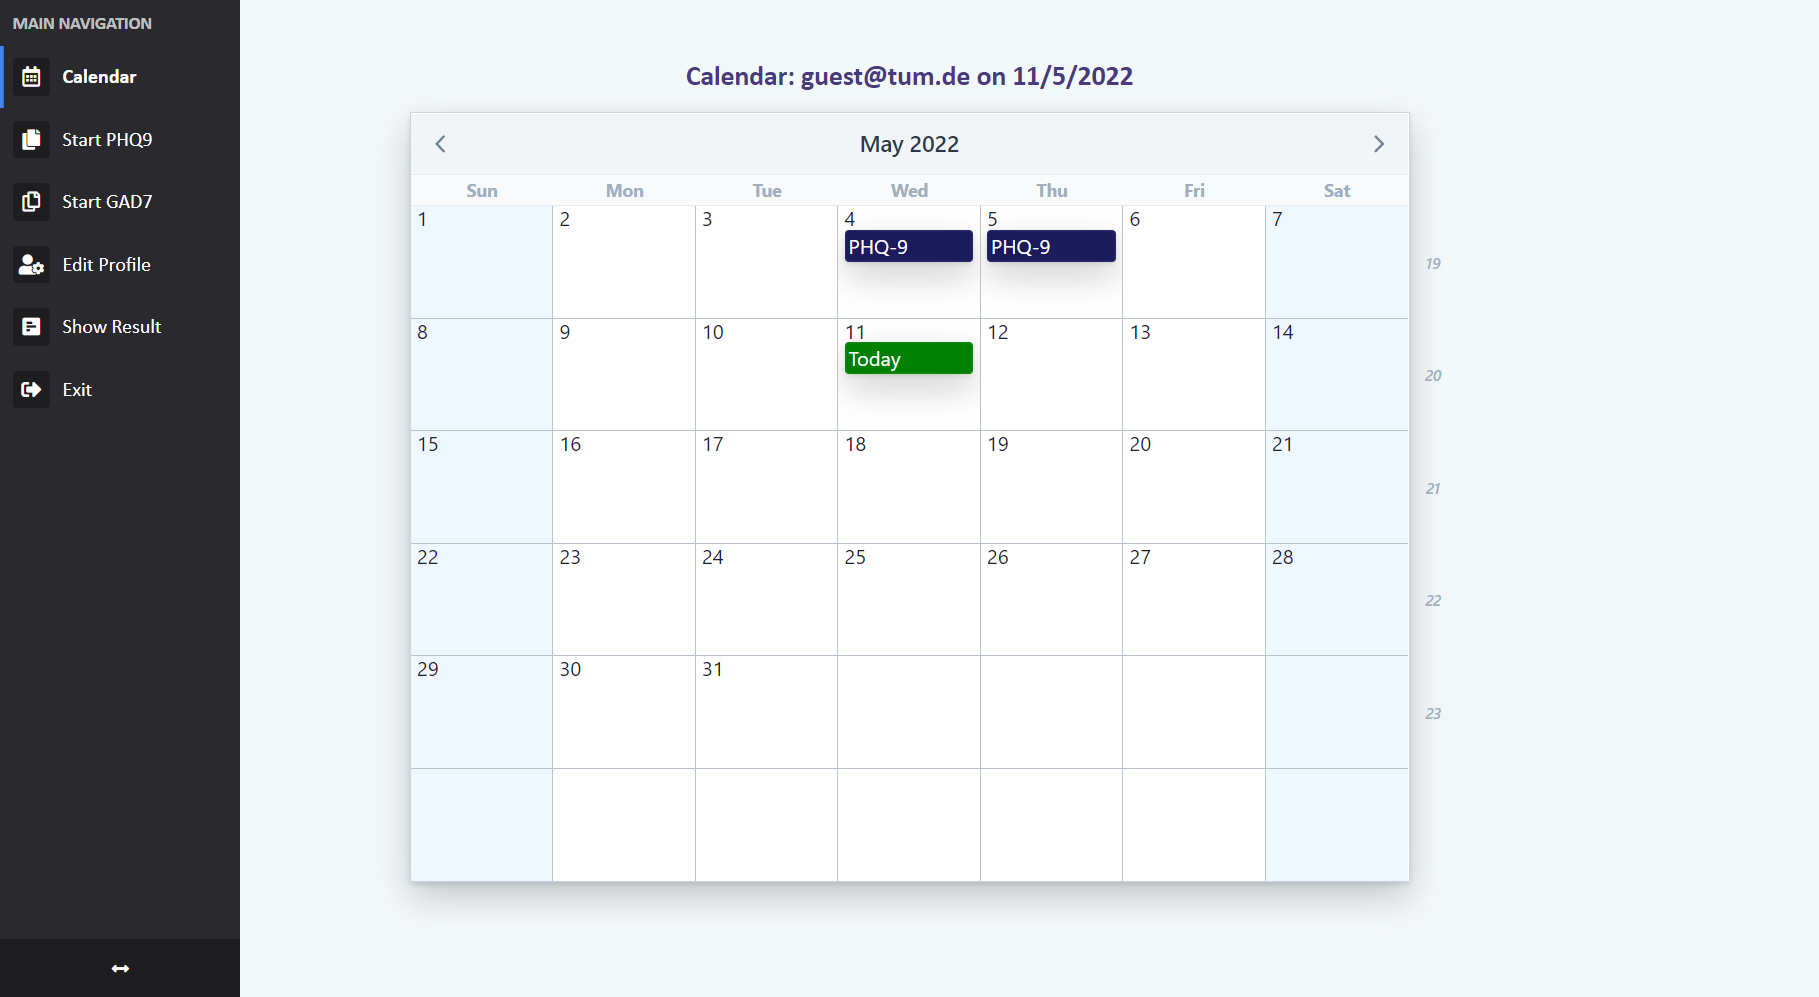 MAIN NAVIGATION
Calendar
Start PHQ9
Start GAD7
Edit Profile
Show Result
Exit
Calendar: guest@tum.de on 11/5/2022
May 2022
Sun Mon Tue Wed Thu Fri Sat
1 2 3 4 5 6 7
PHQ-9 PHQ-9
19
8 9 10 11 12 13 14
Today
20
15 16 17 18 19 20 21
21
22 23 24 25 26 27 28
22
29 30 31
23